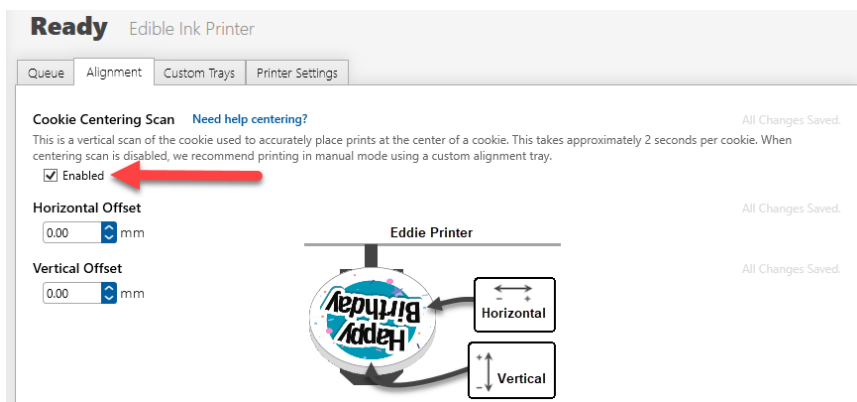 Ready Edible Ink Printer
Queue Alignment Custom Trays Printer Settings
Cookie Centering Scan Need help centering? All Changes Saved.
This is a vertical scan of the cookie used to accurately place prints at the center of a cookie. This takes approximately 2 seconds per cookie. When
centering scan is disabled, we recommend printing in manual mode using a custom alignment tray.
Enabled
Horizontal Offset All Changes Saved.
0.00 mm
Eddie Printer
Vertical Offset All Changes Saved.
0.00 mm
Happy
Birthday
- +
Horizontal
+
-
Vertical